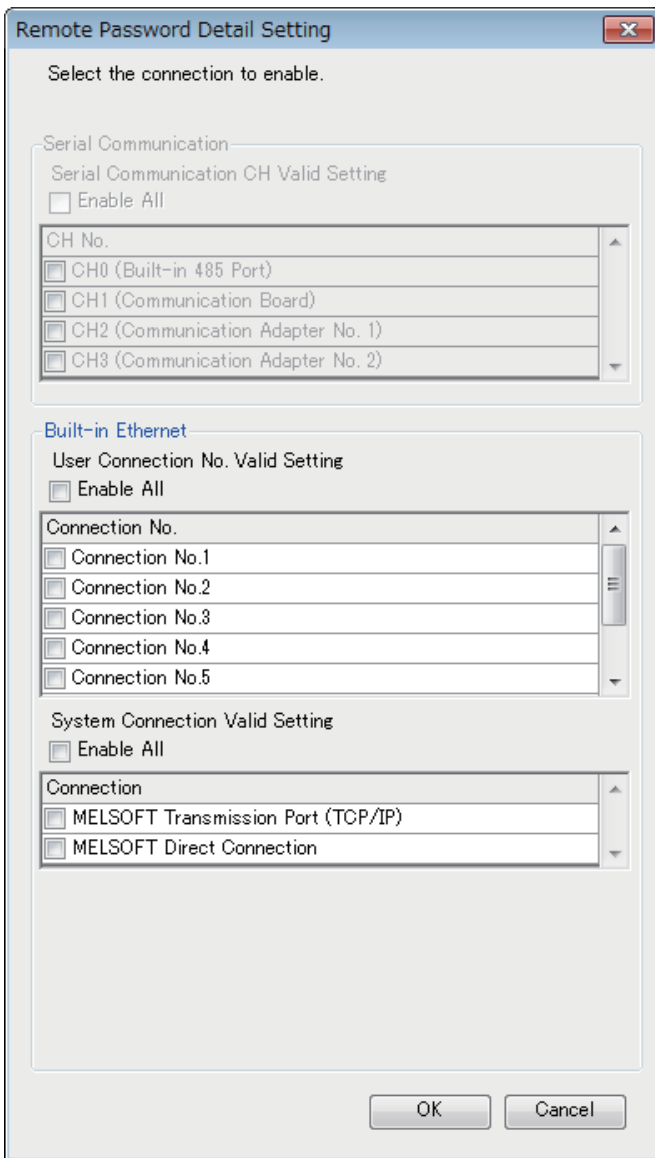 Remote Password Detail Setting
Select the connection to enable.
Serial Communication
Serial Communication CH Valid Setting
Enable All
CH No.
CH0 (Built-in 485 Port)
CH1 (Communication Board)
CH2 (Communication Adapter No. 1)
CH3 (Communication Adapter No. 2)
Built-in Ethernet
User Connection No. Valid Setting
Enable All
Connection No.
Connection No.1
Connection No.2
Connection No.3
Connection No.4
Connection No.5
System Connection Valid Setting
Enable All
Connection
MELSOFT Transmission Port (TCP/IP)
MELSOFT Direct Connection
OK Cancel